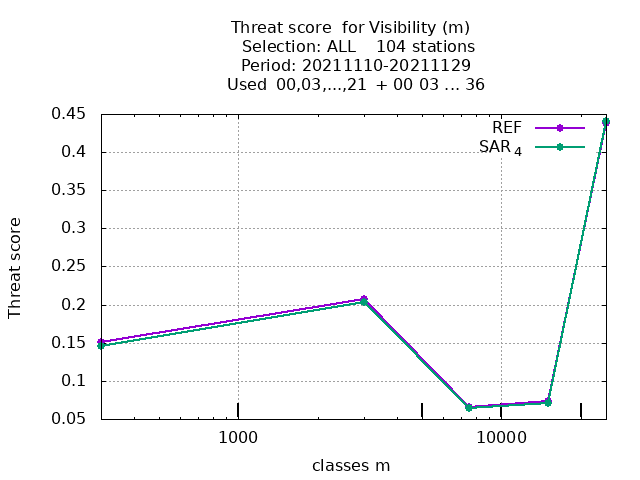 Threat score for Visibility (m)
Selection: ALL 104 stations
Period: 20211110-20211129
Used 00,03,...,21 + 00 03 ... 36
REF
SAR4
0.45
0.4
0.35
0.3
0.25
0.2
0.15
0.1
0.05
Threat score
1000
10000
classes m